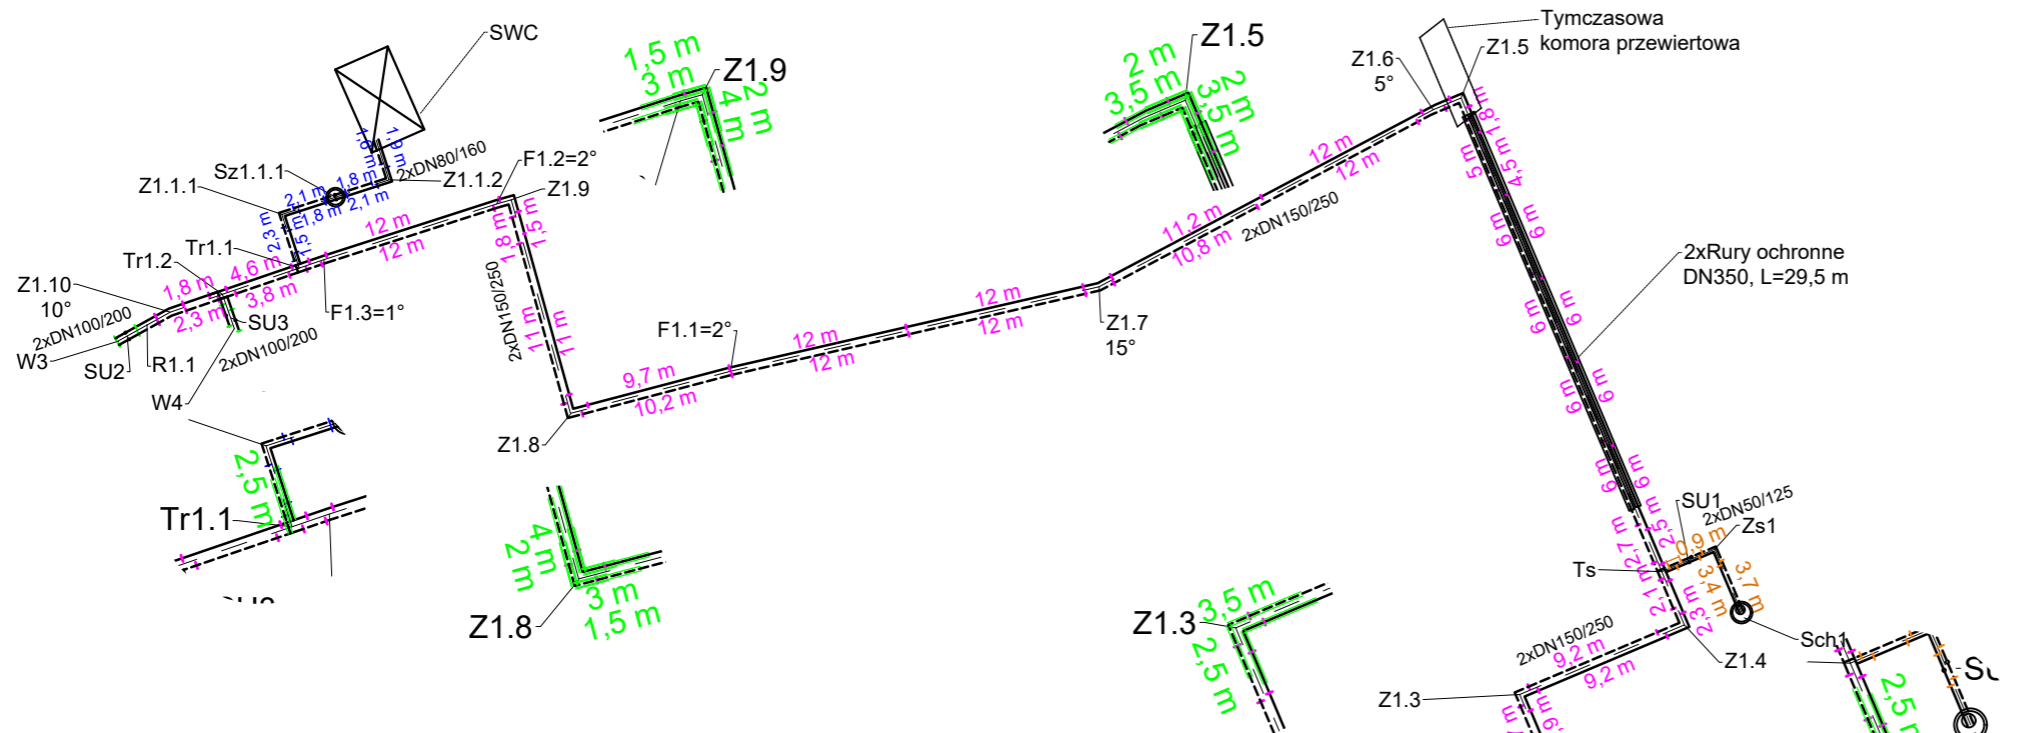 SWC
1,5 m
3 m
Z1.9
2 m
4 m
2 m
3,5 m
Z1.5
2 m
3,5 m
Z1.6
5°
Z1.5
Tymczasowa
komora przewiertowa
1,8 m
1,6 m
1,9 m
2xDN80/160
Sz1.1.1
Z1.1.1
2,1 m
1,8 m
1,8 m
2,1 m
Z1.1.2
F1.2=2°
Z1.9
2,3 m
1,5 m
12 m
12 m
Tr1.1
Tr1.2
4,6 m
3,8 m
1,8 m
2,3 m
Z1.10
10°
2xDN100/200
W3
SU2
R1.1
SU3
2xDN100/200
W4
F1.3=1°
1,8 m
1,5 m
2xDN150/250
11 m
11 m
Z1.8
9,7 m
10,2 m
F1.1=2°
12 m
12 m
12 m
12 m
Z1.7
15°
11,2 m
10,8 m
2xDN150/250
12 m
12 m
5 m
4,5 m
6 m
6 m
6 m
6 m
6 m
6 m
6 m
6 m
2xRury ochronne
DN350, L=29,5 m
2,7 m
2,5 m
SU1
2xDN50/125
Zs1
0,9 m
3,4 m
3,7 m
Ts
2,1 m
2,3 m
Sch1
Z1.4
2xDN150/250
9,2 m
9,2 m
Z1.3
2,5 m
Tr1.1
4 m
2 m
3 m
1,5 m
Z1.8
3,5 m
Z1.3
2,5 m